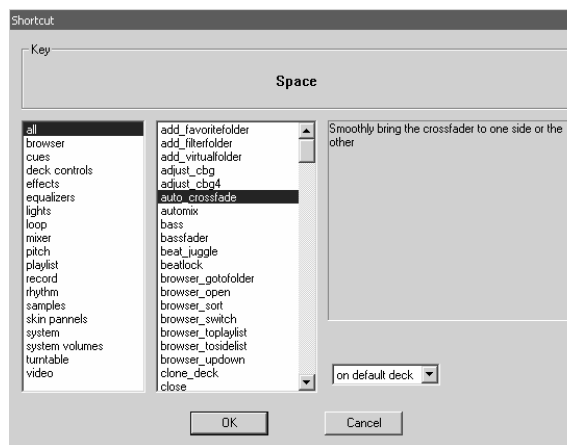 Shortcut
Key
Space
all
browser
cues
deck controls
effects
equalizers
lights
loop
mixer
pitch
playlist
record
rhythm
samples
skin pannels
system
system volumes
turntable
video
add_favoritefolder
add_filterfolder
add_virtualfolder
adjust_cbg
adjust_cbg4
auto_crossfade
automix
bass
bassfader
beat_juggle
beatlock
browser_gotofolder
browser_open
browser_sort
browser_switch
browser_toplaylist
browser_tosidelist
browser_updown
clone_deck
close
Smoothly bring the crossfader to one side or the
other
on default deck
OK
Cancel